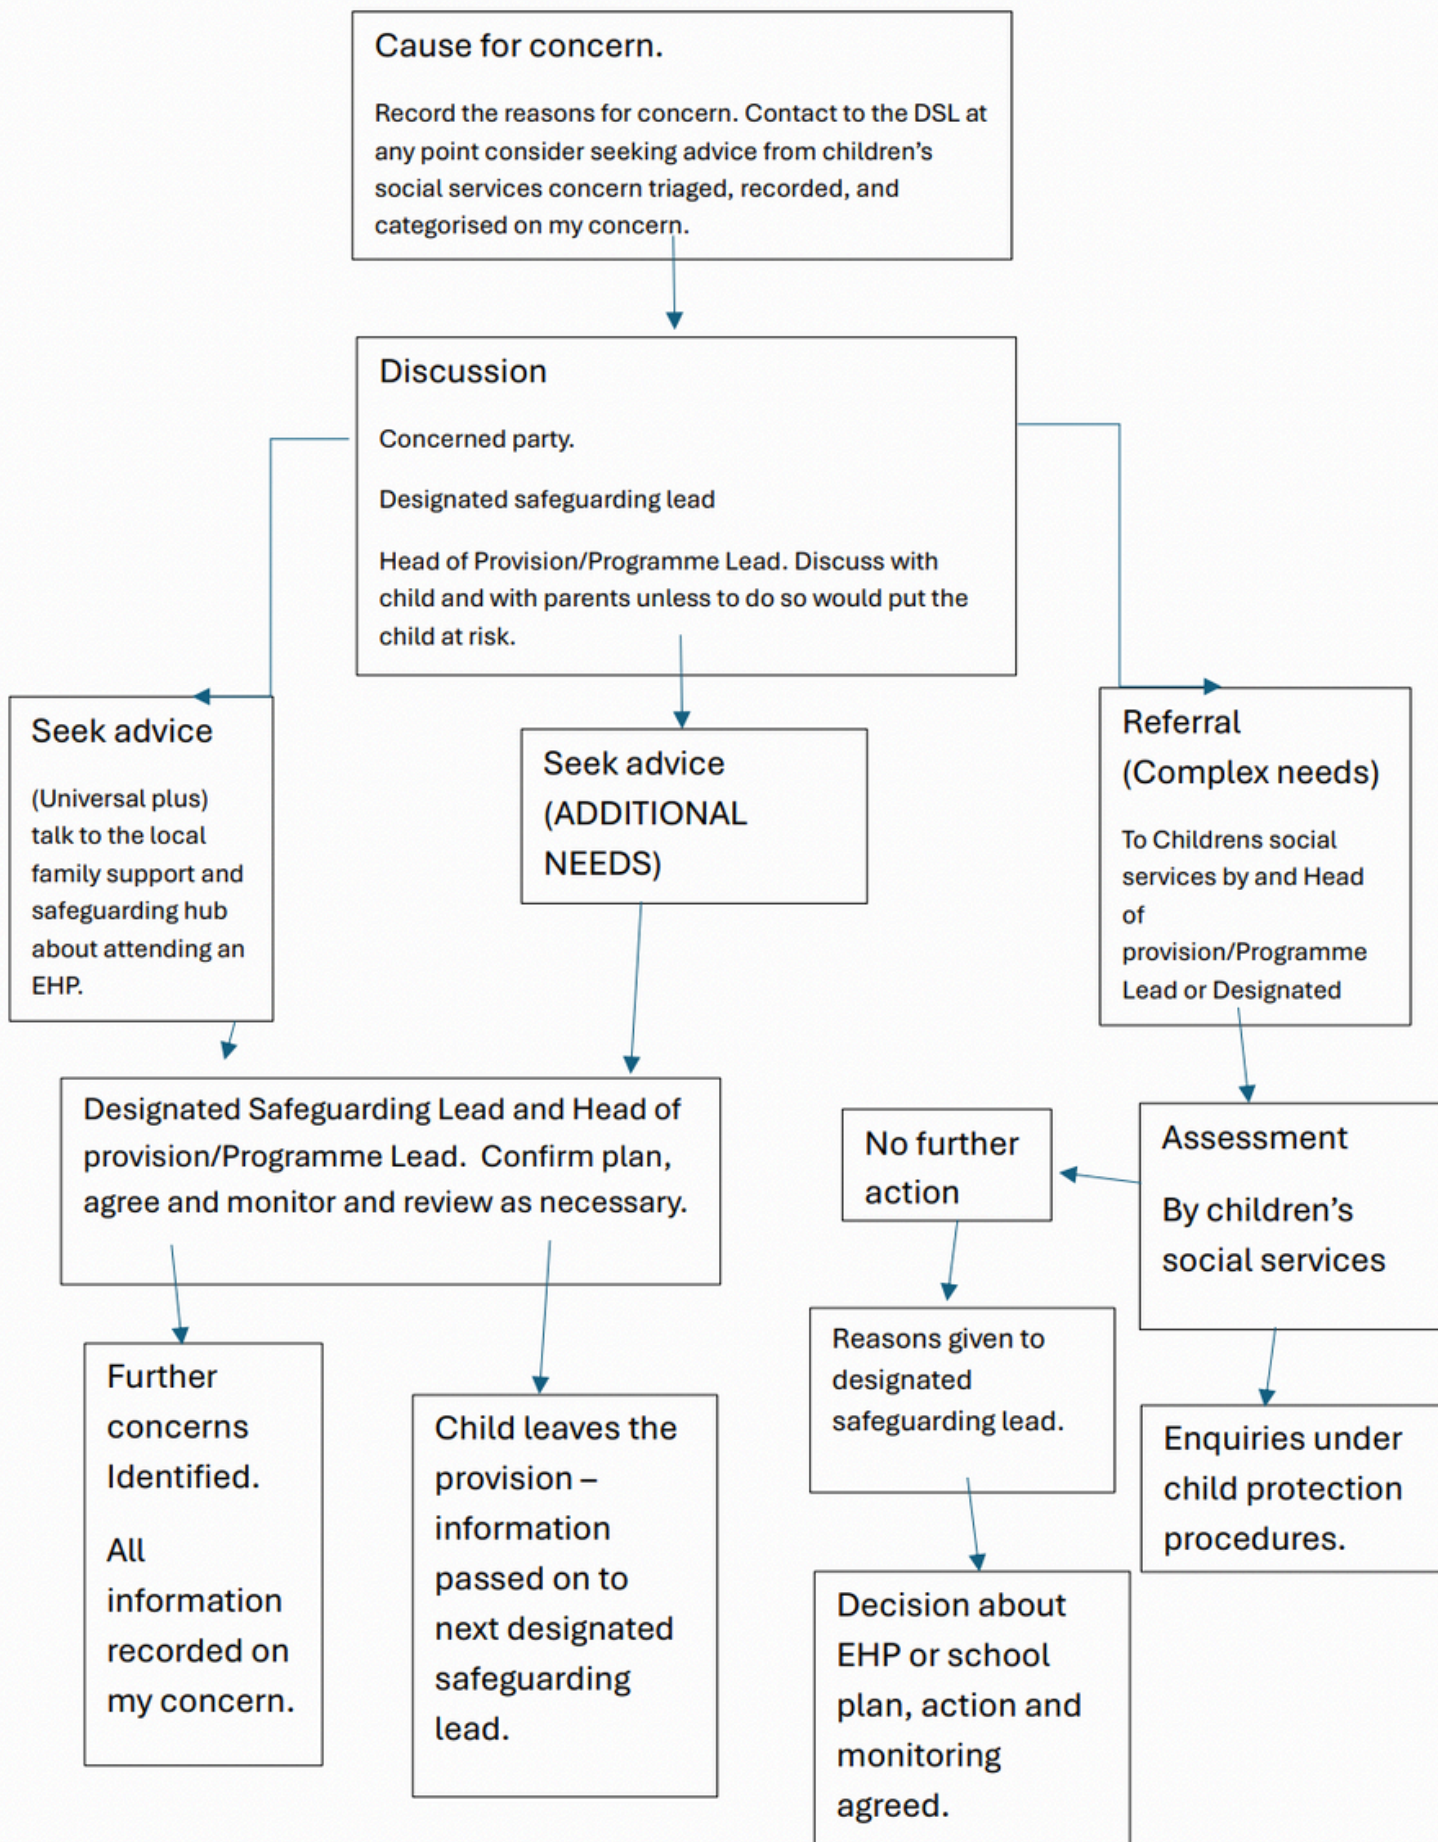 Cause for concern.
Record the reasons for concern. Contact to the DSL at
any point consider seeking advice from children’s
social services concern triaged, recorded, and
categorised on my concern.
Discussion
Concerned party.
Designated safeguarding lead
Head of Provision/Programme Lead. Discuss with
child and with parents unless to do so would put the
child at risk.
Seek advice
(Universal plus)
talk to the local
family support and
safeguarding hub
about attending an
EHP.
Seek advice
(ADDITIONAL
NEEDS)
Referral
(Complex needs)
To Childrens social
services by and Head
of
provision/Programme
Lead or Designated
Designated Safeguarding Lead and Head of
provision/Programme Lead.  Confirm plan,
agree and monitor and review as necessary.
No further
action
Assessment
By children’s
social services
Further
concerns
Identified.
All
information
recorded on
my concern.
Child leaves the
provision –
information
passed on to
next designated
safeguarding
lead.
Reasons given to
designated
safeguarding lead.
Enquiries under
child protection
procedures.
Decision about
EHP or school
plan, action and
monitoring
agreed.